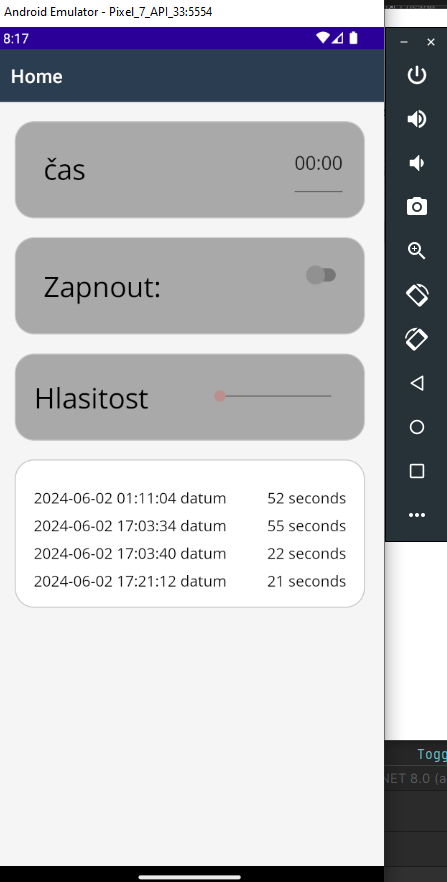 Android Emulator - Pixel_7_API_33:5554
8:17
Home
čas
00:00
Zapnout:
Hlasitost
2024-06-02 01:11:04 datum 52 seconds
2024-06-02 17:03:34 datum 55 seconds
2024-06-02 17:03:40 datum 22 seconds
2024-06-02 17:21:12 datum 21 seconds
Togg
NET 8.0 (a